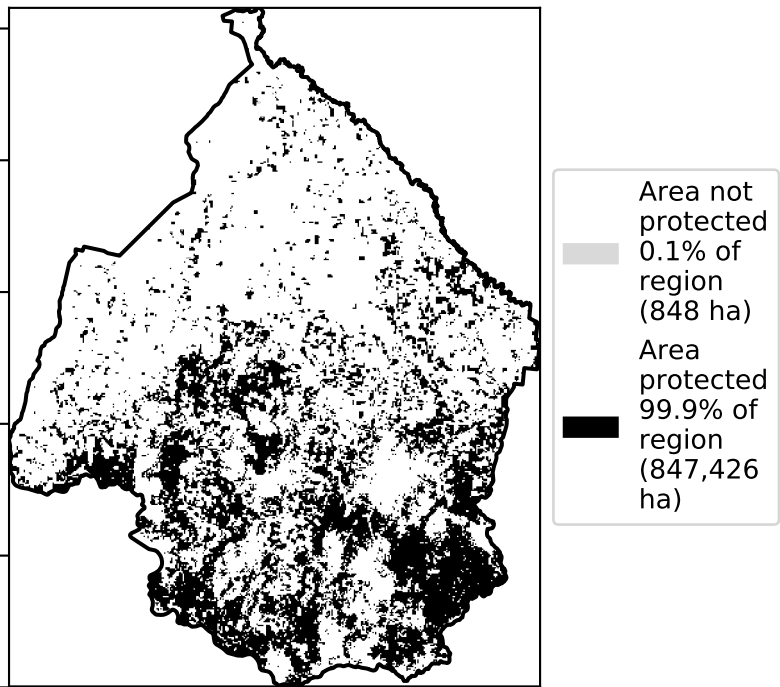 Area not
protected
0.1% of
region
(848 ha)
Area
protected
99.9% of
region
(847,426
ha)